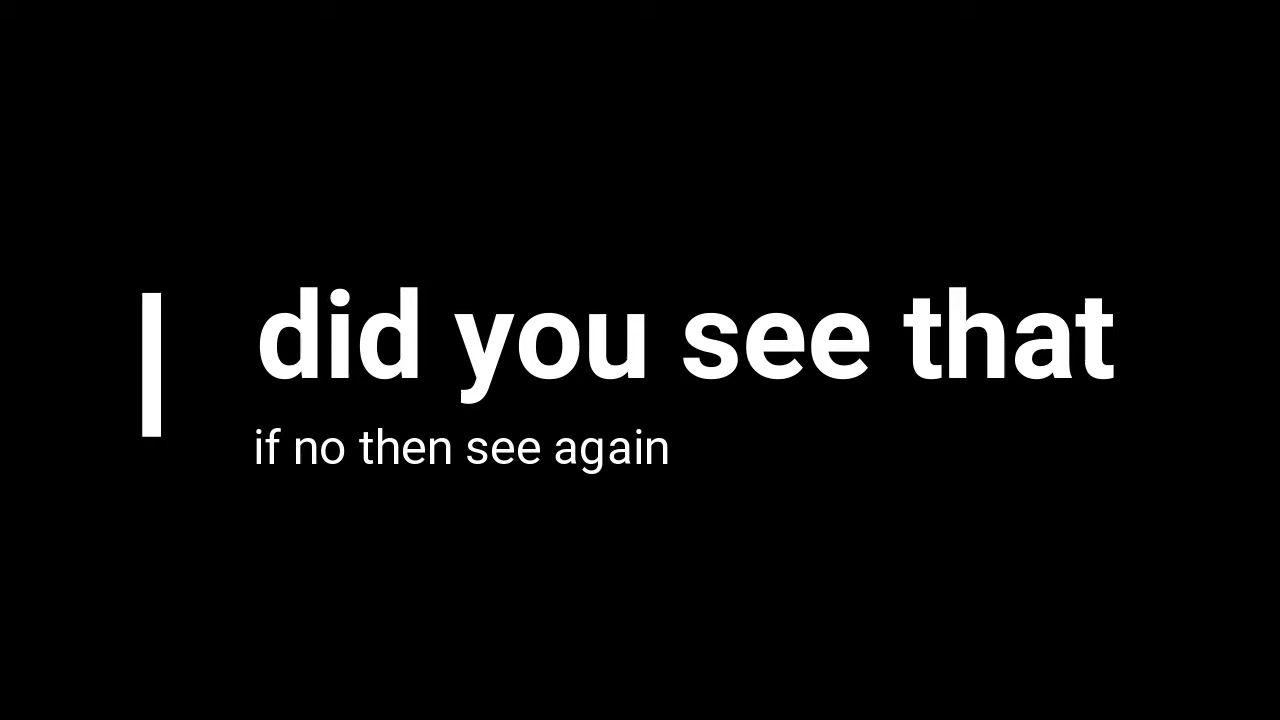 did you see that
if no then see again